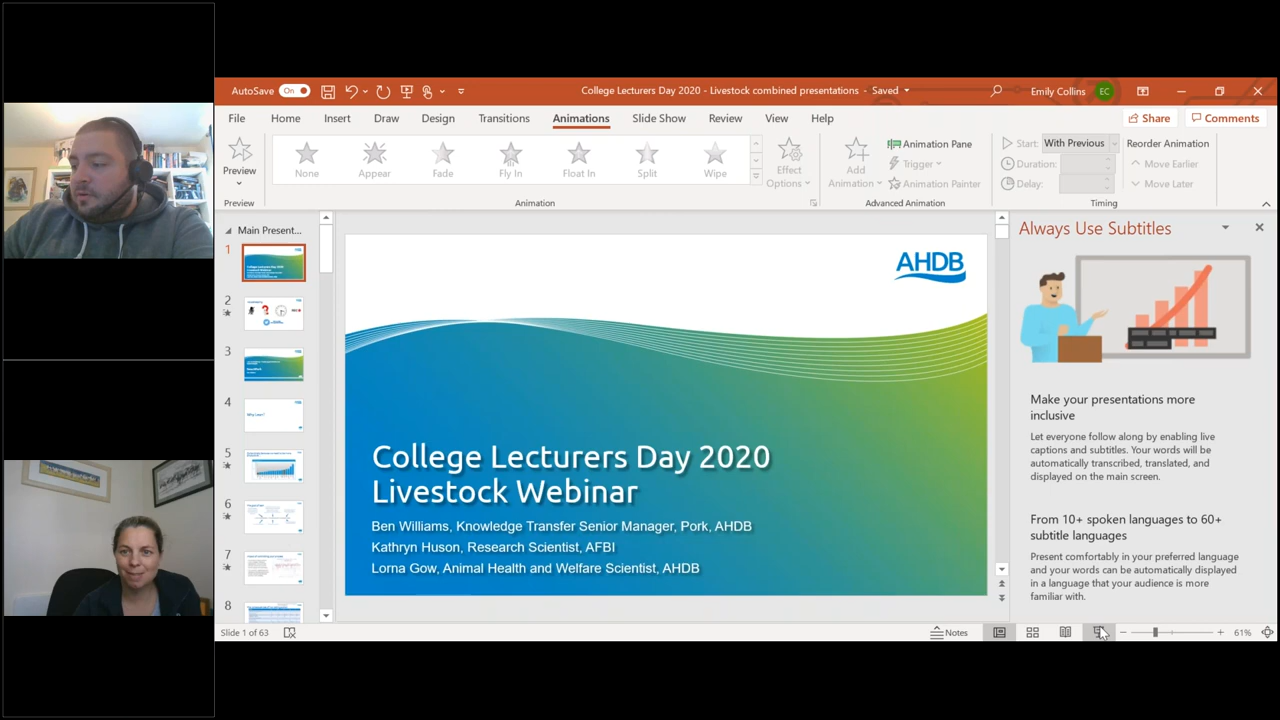 AutoSave On
College Lecturers Day 2020 - Livestock combined presentations - Saved
Emily Collins EC
File Home Insert Draw Design Transitions Animations Slide Show Review View Help
Share Comments
Preview
Preview
None Appear Fade Fly In Float In Split Wipe
Animation
Effect
Options
Add
Animation
Animation Pane
Trigger
Animation Painter
Advanced Animation
Start: With Previous
Duration:
Delay:
Reorder Animation
Move Earlier
Move Later
Timing
Main Present...
1
2
3
4
5
6
7
8
AHDB
College Lecturers Day 2020
Livestock Webinar
Ben Williams, Knowledge Transfer Senior Manager, Pork, AHDB
Kathryn Huson, Research Scientist, AFBI
Lorna Gow, Animal Health and Welfare Scientist, AHDB
Always Use Subtitles
Make your presentations more
inclusive
Let everyone follow along by enabling live
captions and subtitles. Your words will be
automatically transcribed, translated, and
displayed on the main screen.
From 10+ spoken languages to 60+
subtitle languages
Present comfortably in your preferred language
and your words can be automatically displayed
in a language that your audience is more
familiar with.
Slide 1 of 63
Notes
61%